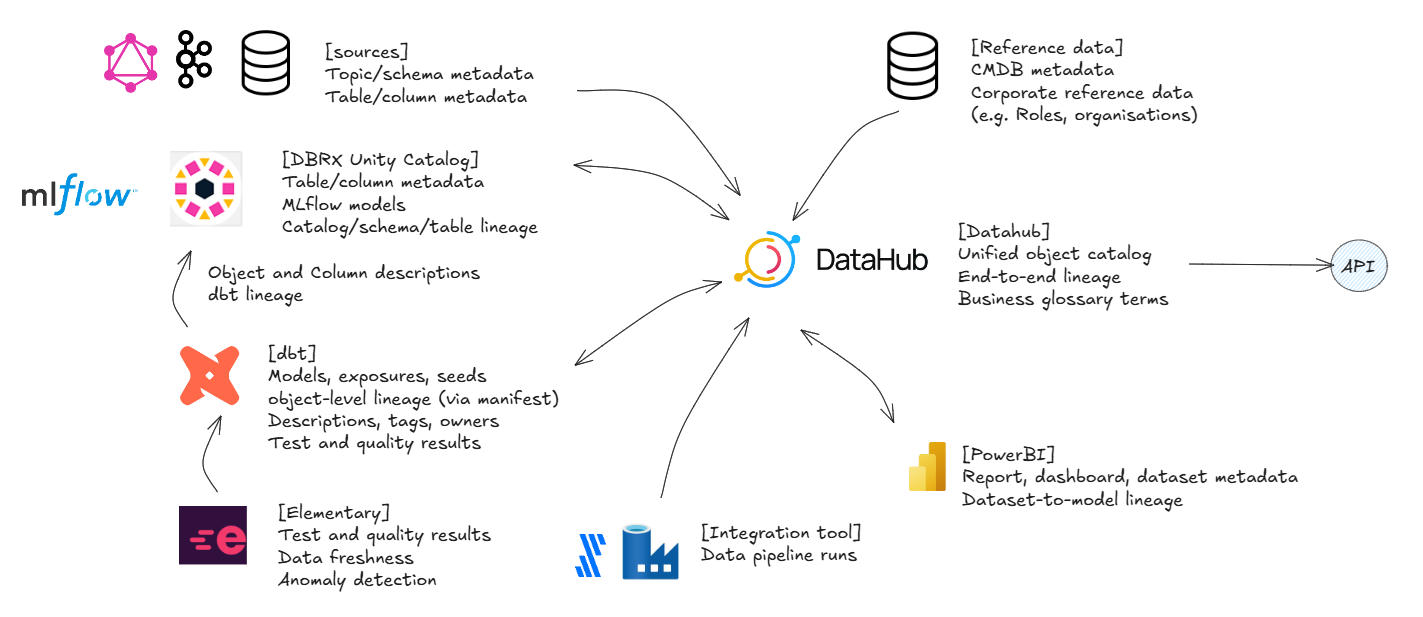 [sources]
Topic/schema metadata
Table/column metadata
[Reference data]
CMDB metadata
Corporate reference data
(e.g. Roles, organisations)
mlflow
[DBRX Unity Catalog]
Table/column metadata
MLflow models
Catalog/schema/table lineage
Object and Column descriptions
dbt lineage
DataHub
[Datahub]
Unified object catalog
End-to-end lineage
Business glossary terms
API
[dbt]
Models, exposures, seeds
object-level lineage (via manifest)
Descriptions, tags, owners
Test and quality results
[PowerBI]
Report, dashboard, dataset metadata
Dataset-to-model lineage
e
[Elementary]
Test and quality results
Data freshness
Anomaly detection
[Integration tool]
Data pipeline runs